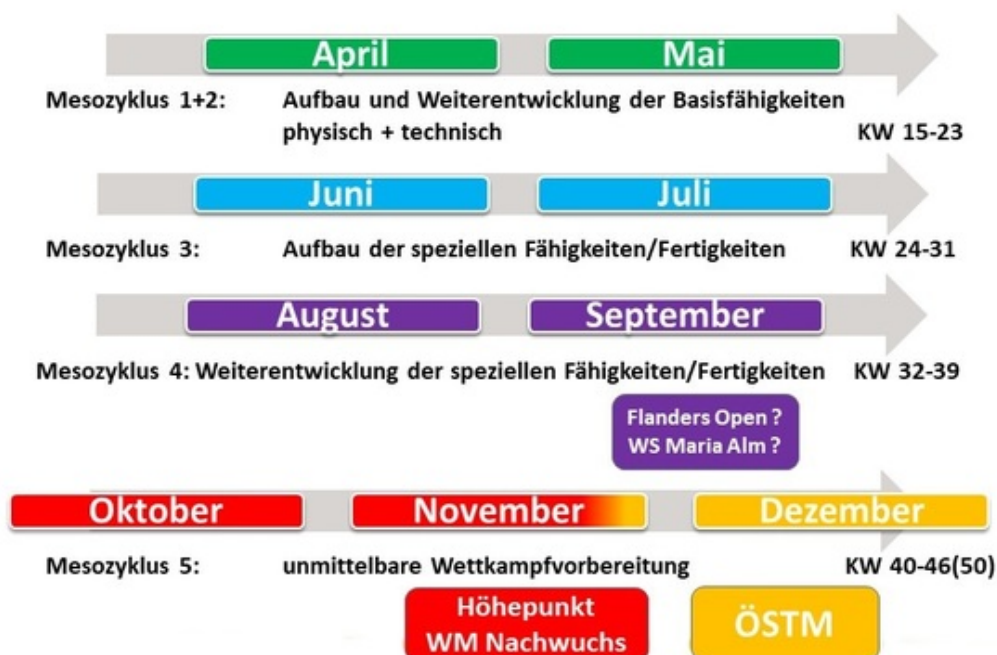 April Mai
Mesozyklus 1+2: Aufbau und Weiterentwicklung der Basisfähigkeiten
physisch + technisch KW 15-23
Juni Juli
Mesozyklus 3: Aufbau der speziellen Fähigkeiten/Fertigkeiten KW 24-31
August September
Mesozyklus 4: Weiterentwicklung der speziellen Fähigkeiten/Fertigkeiten KW 32-39
Flanders Open ?
WS Maria Alm ?
Oktober November Dezember
Mesozyklus 5: unmittelbare Wettkampfvorbereitung KW 40-46(50)
Höhepunkt
WM Nachwuchs
ÖSTM